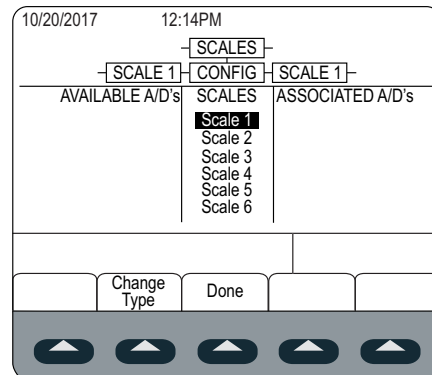 10/20/2017 12:14PM
SCALES
SCALE 1 CONFIG SCALE 1
AVAILABLE A/D's SCALES ASSOCIATED A/D's
Scale 1
Scale 2
Scale 3
Scale 4
Scale 5
Scale 6
Change Type Done